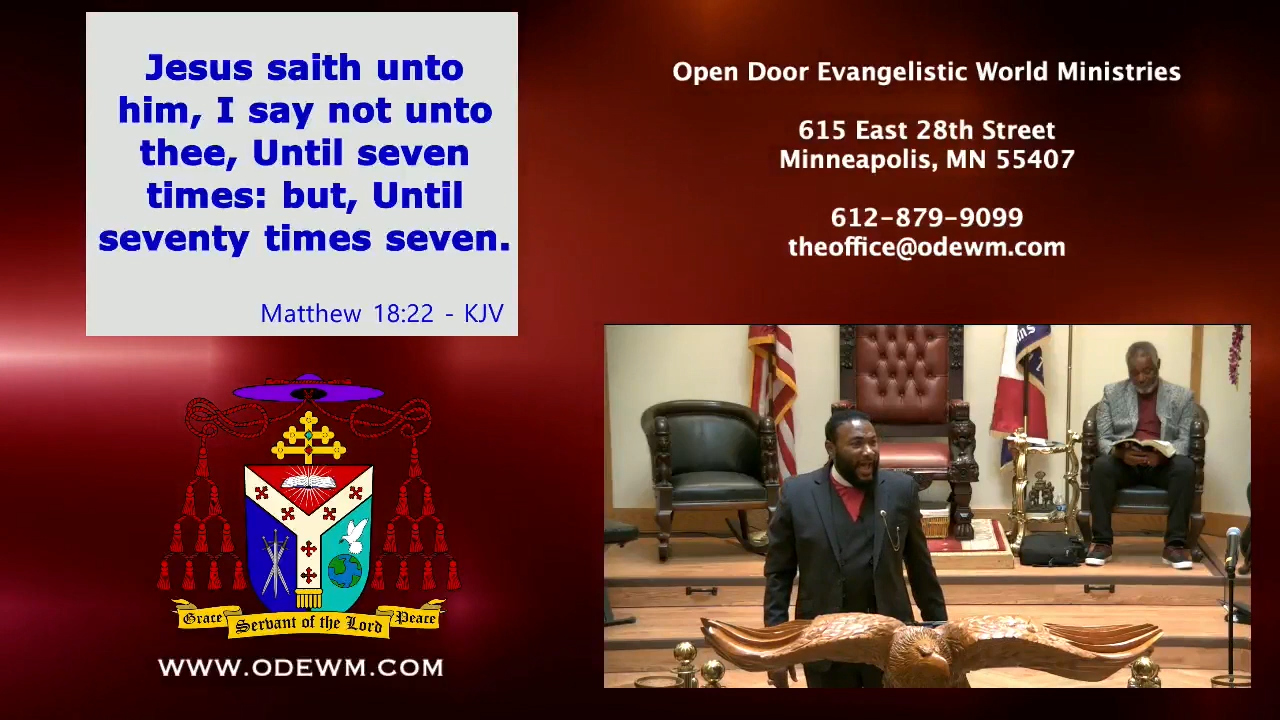 Jesus saith unto
him, I say not unto
thee, Until seven
times: but, Until
seventy times seven.
Matthew 18:22 - KJV
Open Door Evangelistic World Ministries
615 East 28th Street
Minneapolis, MN 55407
612-879-9099
theoffice@odewm.com
Grace Servant of the Lord Peace
WWW.ODEWM.COM